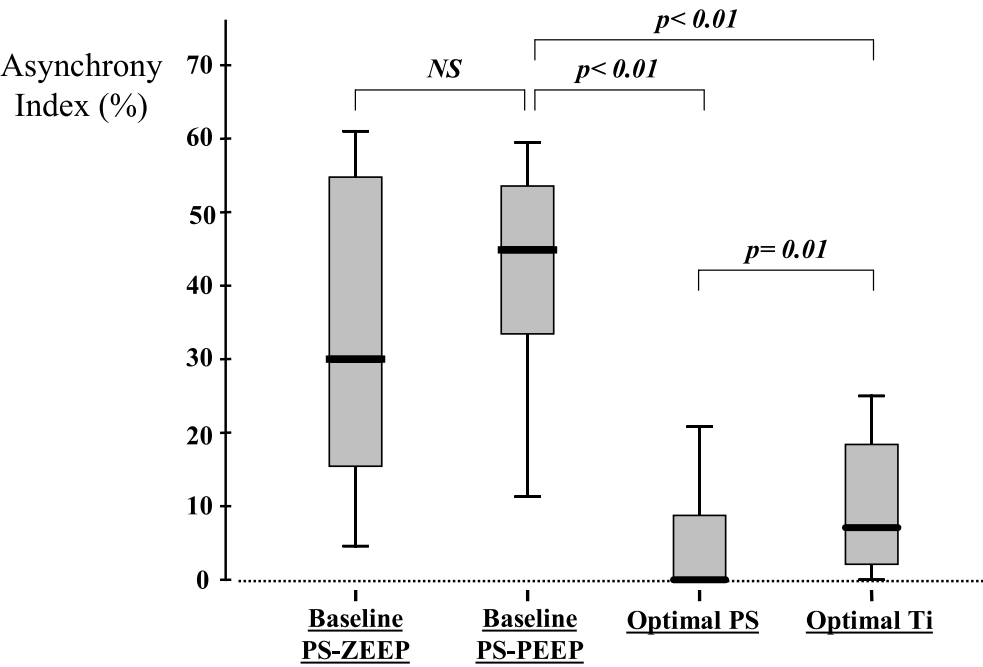 p< 0.01
Asynchrony
Index (%)
70
NS
p< 0.01
60
50
p= 0.01
40
30
20
10
0
Baseline
PS-ZEEP
Baseline
PS-PEEP
Optimal PS
Optimal Ti